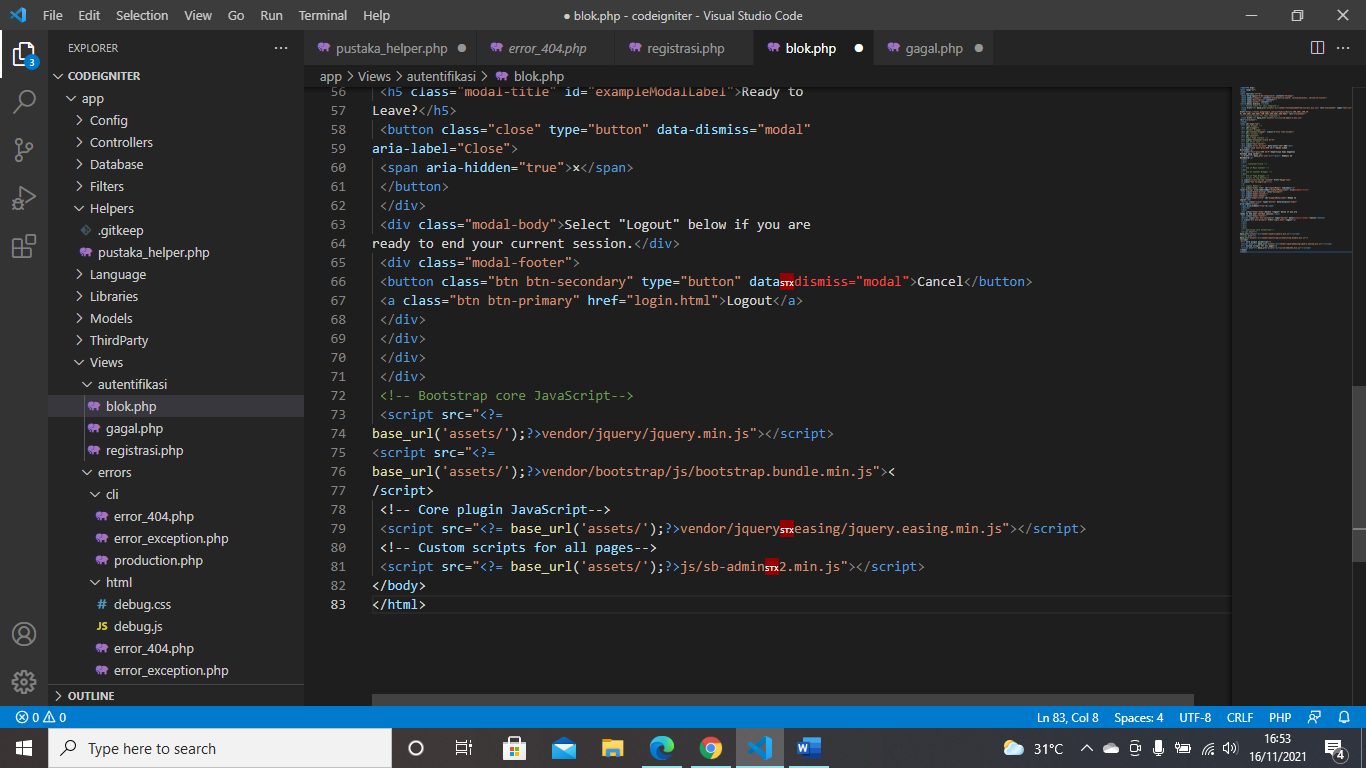 File Edit Selection View Go Run Terminal Help
● blok.php - codeigniter - Visual Studio Code
EXPLORER
CODEIGNITER
app
Config
Controllers
Database
Filters
Helpers
.gitkeep
pustaka_helper.php
Language
Libraries
Models
ThirdParty
Views
autentifikasi
blok.php
gagal.php
registrasi.php
errors
cli
error_404.php
error_exception.php
production.php
html
# debug.css
JS debug.js
error_404.php
error_exception.php
OUTLINE
3
pustaka_helper.php ● error_404.php registrasi.php blok.php ● gagal.php ●
app > Views > autentifikasi > blok.php
56 <h5 class="modal-title" id="exampleModalLabel">Ready to
57 Leave?</h5>
58 <button class="close" type="button" data-dismiss="modal"
59 aria-label="Close">
60 <span aria-hidden="true">×</span>
61 </button>
62 </div>
63 <div class="modal-body">Select "Logout" below if you are
64 ready to end your current session.</div>
65 <div class="modal-footer">
66 <button class="btn btn-secondary" type="button" dataSTXdismiss="modal">Cancel</button>
67 <a class="btn btn-primary" href="login.html">Logout</a>
68 </div>
69 </div>
70 </div>
71 </div>
72 <!-- Bootstrap core JavaScript-->
73 <script src="<?=
74 base_url('assets/');?>vendor/jquery/jquery.min.js"></script>
75 <script src="<?=
76 base_url('assets/');?>vendor/bootstrap/js/bootstrap.bundle.min.js"><
77 /script>
78 <!-- Core plugin JavaScript-->
79 <script src="<?= base_url('assets/');?>vendor/jquerySTXeasing/jquery.easing.min.js"></script>
80 <!-- Custom scripts for all pages-->
81 <script src="<?= base_url('assets/');?>js/sb-adminSTX2.min.js"></script>
82 </body>
83 </html>
0 0
Ln 83, Col 8 Spaces: 4 UTF-8 CRLF PHP
Type here to search
31°C
16:53
16/11/2021
4